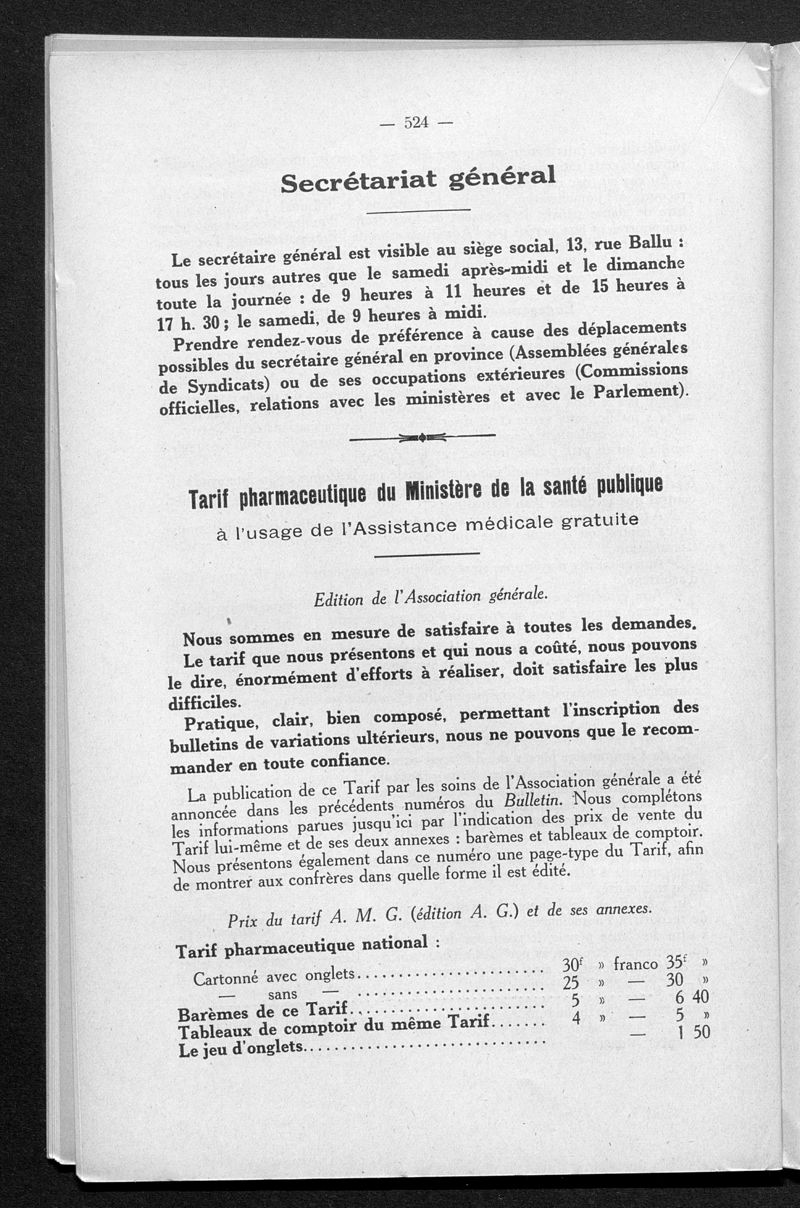 — 524 —
Secrétariat général
Le secrétaire général est visible au siège social, 13, rue Ballu :
tous les jours autres que le samedi après-midi et le dimanche
toute la journée : de 9 heures à 11 heures et de 15 heures à
17 h. 30 ; le samedi, de 9 heures à midi.
Prendre rendez-vous de préférence à cause des déplacements
possibles du secrétaire général en province (Assemblées générales
de Syndicats) ou de ses occupations extérieures (Commissions
officielles, relations avec les ministères et avec le Parlement).
Tarif pharmaceutique du Ministère de la santé publique
à l'usage de l'Assistance médicale gratuite
Edition de l'Association générale.
Nous sommes en mesure de satisfaire à toutes les demandes.
Le tarif que nous présentons et qui nous a coûté, nous pouvons
le dire, énormément d'efforts à réaliser, doit satisfaire les plus
difficiles.
Pratique, clair, bien composé, permettant l'inscription des
bulletins de variations ultérieurs, nous ne pouvons que le recom-
mander en toute confiance.
La publication de ce Tarif par les soins de l'Association générale a été
annoncée dans les précédents numéros du Bulletin. Nous complétons
les informations parues jusqu'ici par l'indication des prix de vente du
Tarif lui-même et de ses deux annexes : barèmes et tableaux de comptoir.
Nous présentons également dans ce numéro une page-type du Tarif, afin
de montrer aux confrères dans quelle forme il est édité.
Prix du tarif A. M. G. (édition A. G.) et de ses annexes.
Tarif pharmaceutique national :
Cartonné avec onglets........................ 30f » franco 35f »
— sans — ........................ 25 » — 30 »
Barèmes de ce Tarif........................ 5 » — 6 40
Tableaux de comptoir du même Tarif....... 4 » — 5 »
Le jeu d'onglets.............................. — 1 50